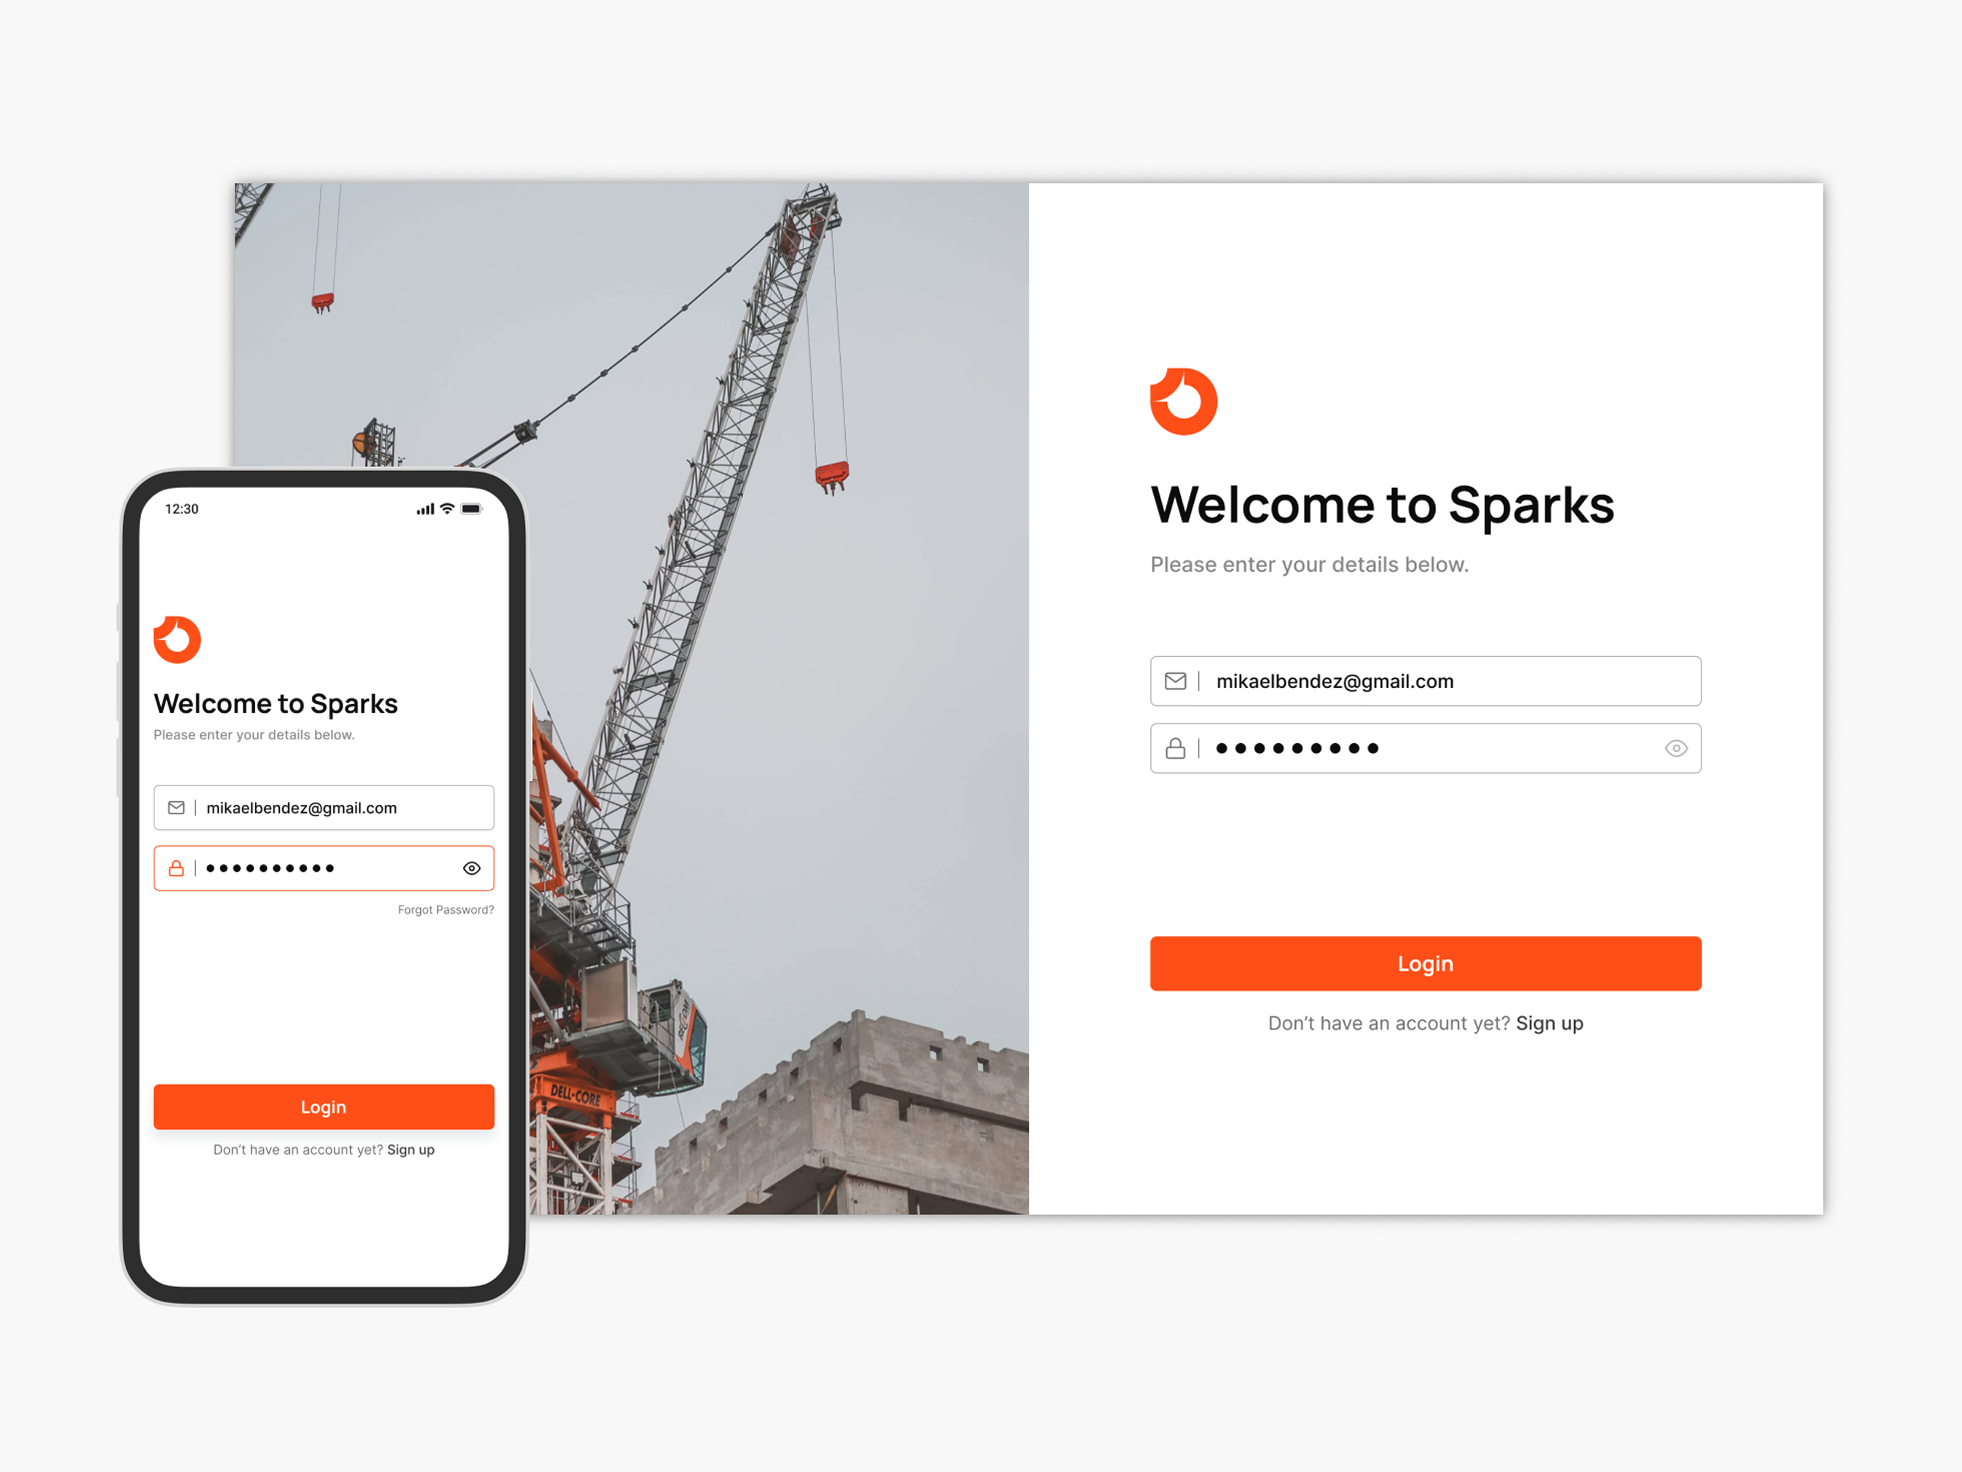 12:30
Welcome to Sparks
Please enter your details below.
mikaelbendez@gmail.com
Forgot Password?
Login
Don’t have an account yet? Sign up
RECOM
DELL-CORE
Welcome to Sparks
Please enter your details below.
mikaelbendez@gmail.com
Login
Don’t have an account yet? Sign up